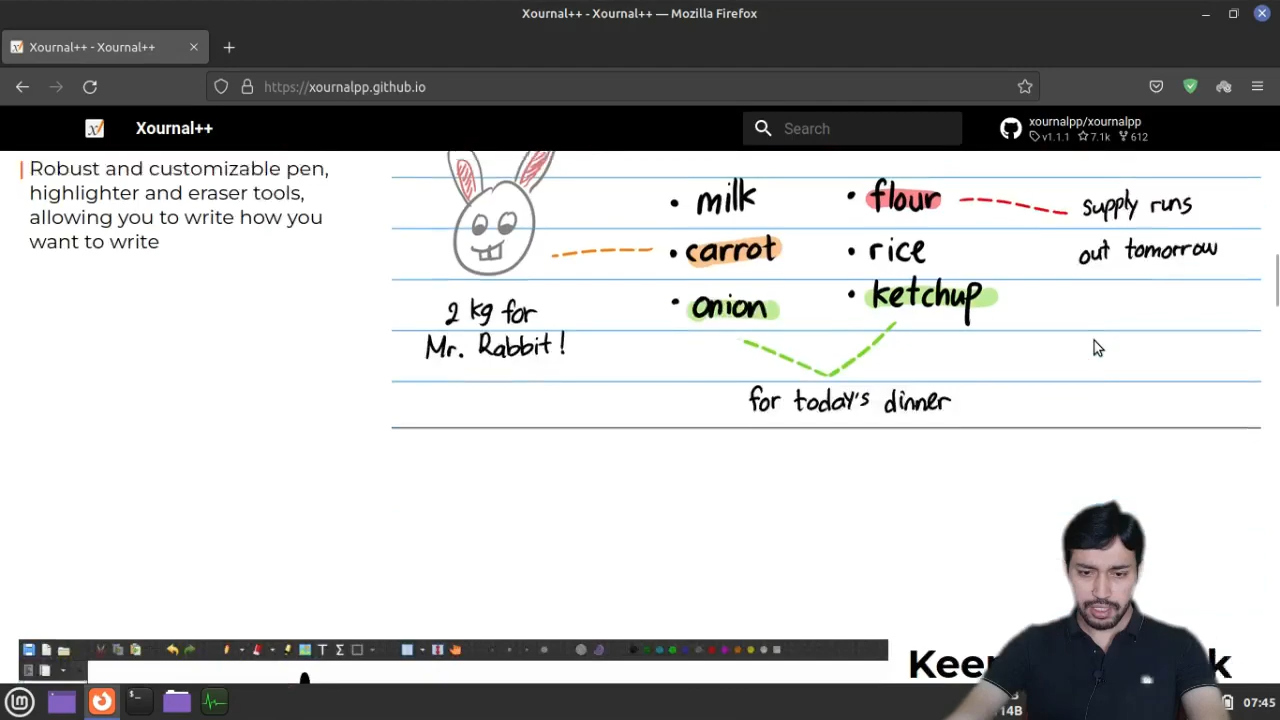 Xournal++ - Xournal++ — Mozilla Firefox
Xournal++ - Xournal++
https://xournalpp.github.io
Xournal++
Search
xournalpp/xournalpp
v1.1.1 7.1k 612
Robust and customizable pen,
highlighter and eraser tools,
allowing you to write how you
want to write
• milk
• flour
supply runs
• carrot
• rice
out tomorrow
• onion
• ketchup
2 kg for
Mr. Rabbit!
for today's dinner
07:45